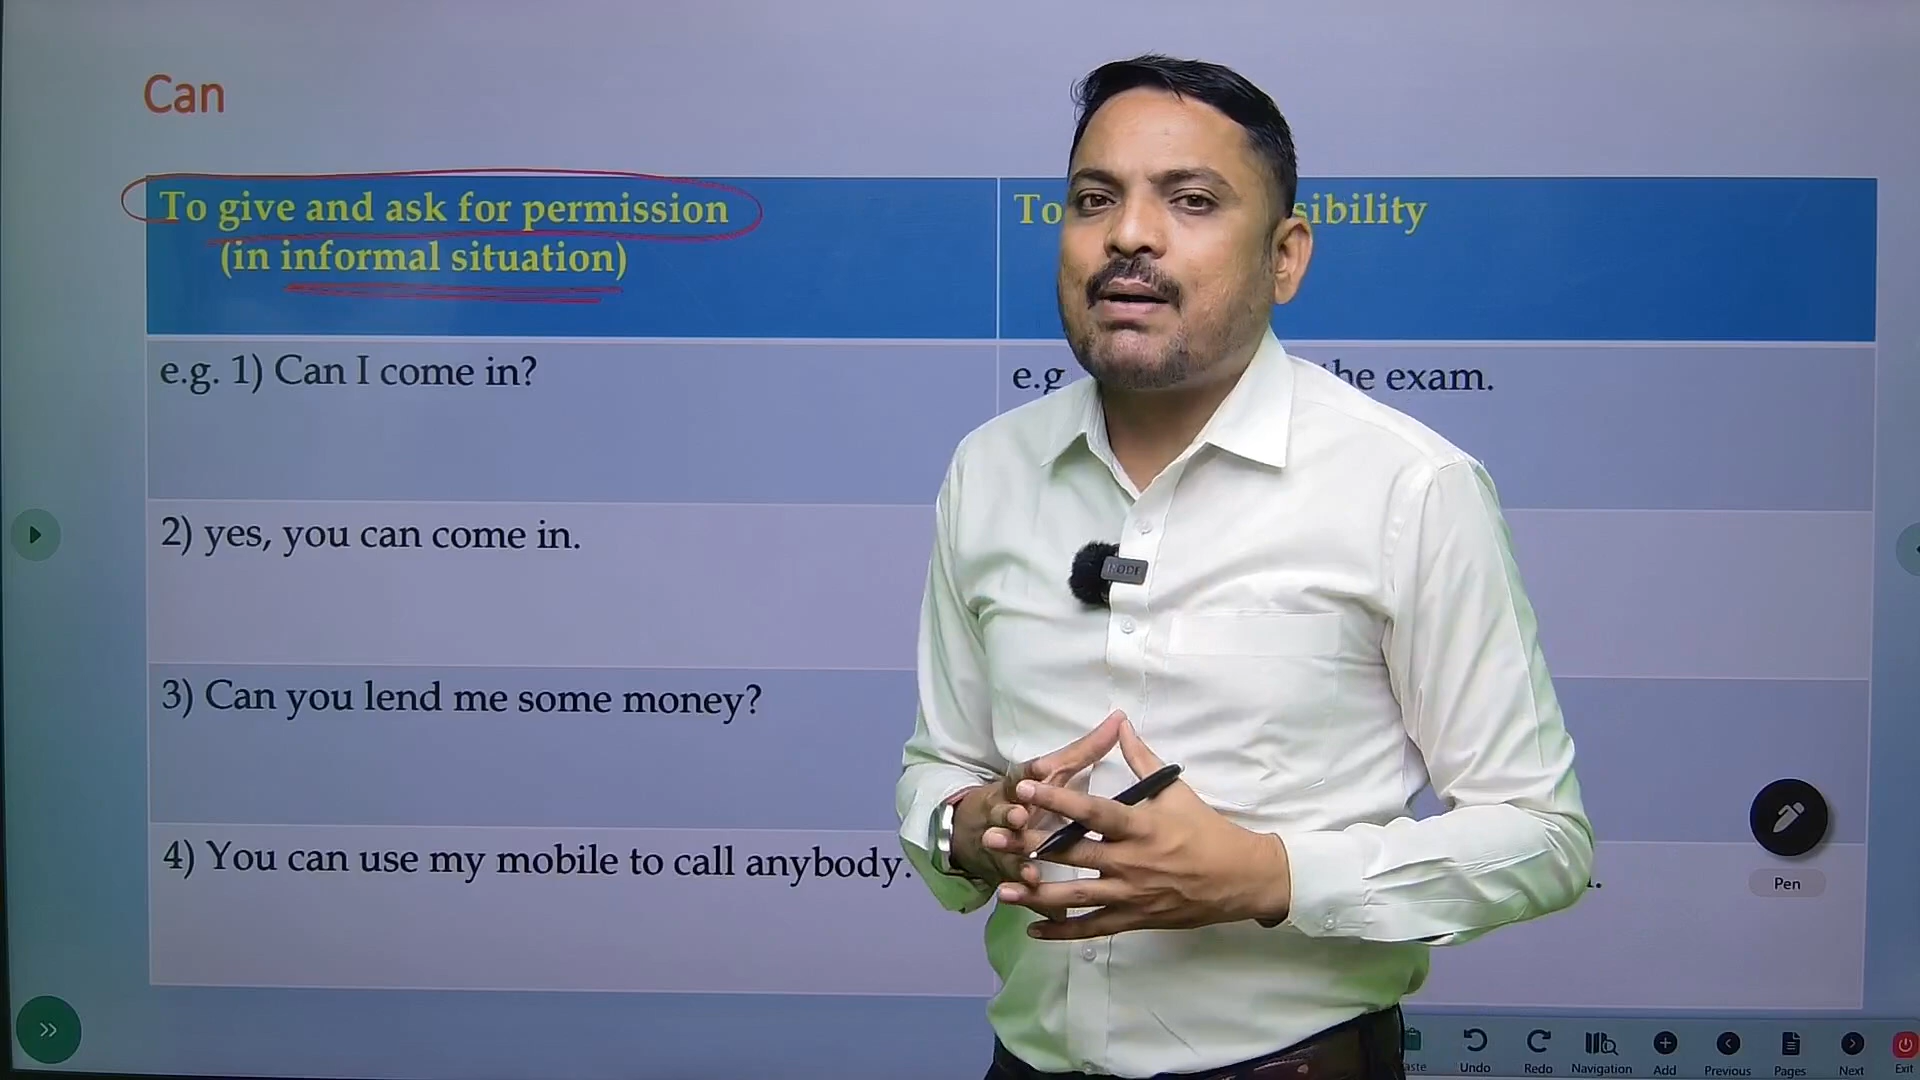 Can
To give and ask for permission
(in informal situation)
To
e.g. 1) Can I come in?
e.g
the exam.
2) yes, you can come in.
3) Can you lend me some money?
4) You can use my mobile to call anybody.
RODE
Pen
Undo
Redo
Navigation
Add
Previous
Pages
Next
Exit